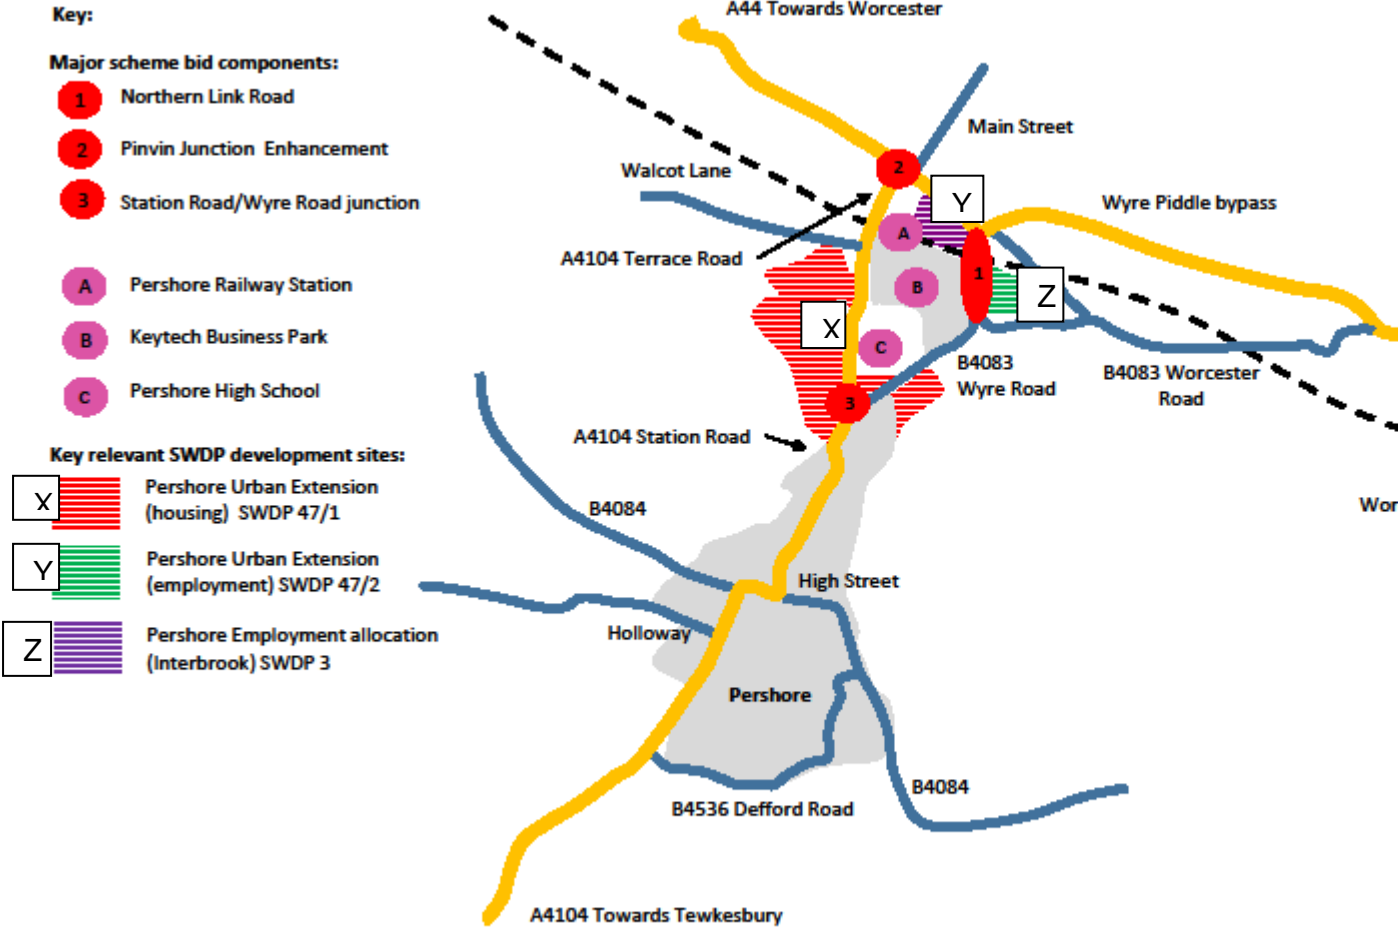 Key:
Major scheme bid components:
1 Northern Link Road
2 Pinvin Junction Enhancement
3 Station Road/Wyre Road junction
A Pershore Railway Station
B Keytech Business Park
C Pershore High School
Key relevant SWDP development sites:
X Pershore Urban Extension
(housing) SWDP 47/1
Y Pershore Urban Extension
(employment) SWDP 47/2
Z Pershore Employment allocation
(Interbrook) SWDP 3
A44 Towards Worcester
Main Street
2
Walcot Lane
Y
Wyre Piddle bypass
A
A4104 Terrace Road
1
B
Z
X
C
B4083
Wyre Road
B4083 Worcester
Road
3
A4104 Station Road
B4084
Wor
High Street
Holloway
Pershore
B4084
B4536 Defford Road
A4104 Towards Tewkesbury